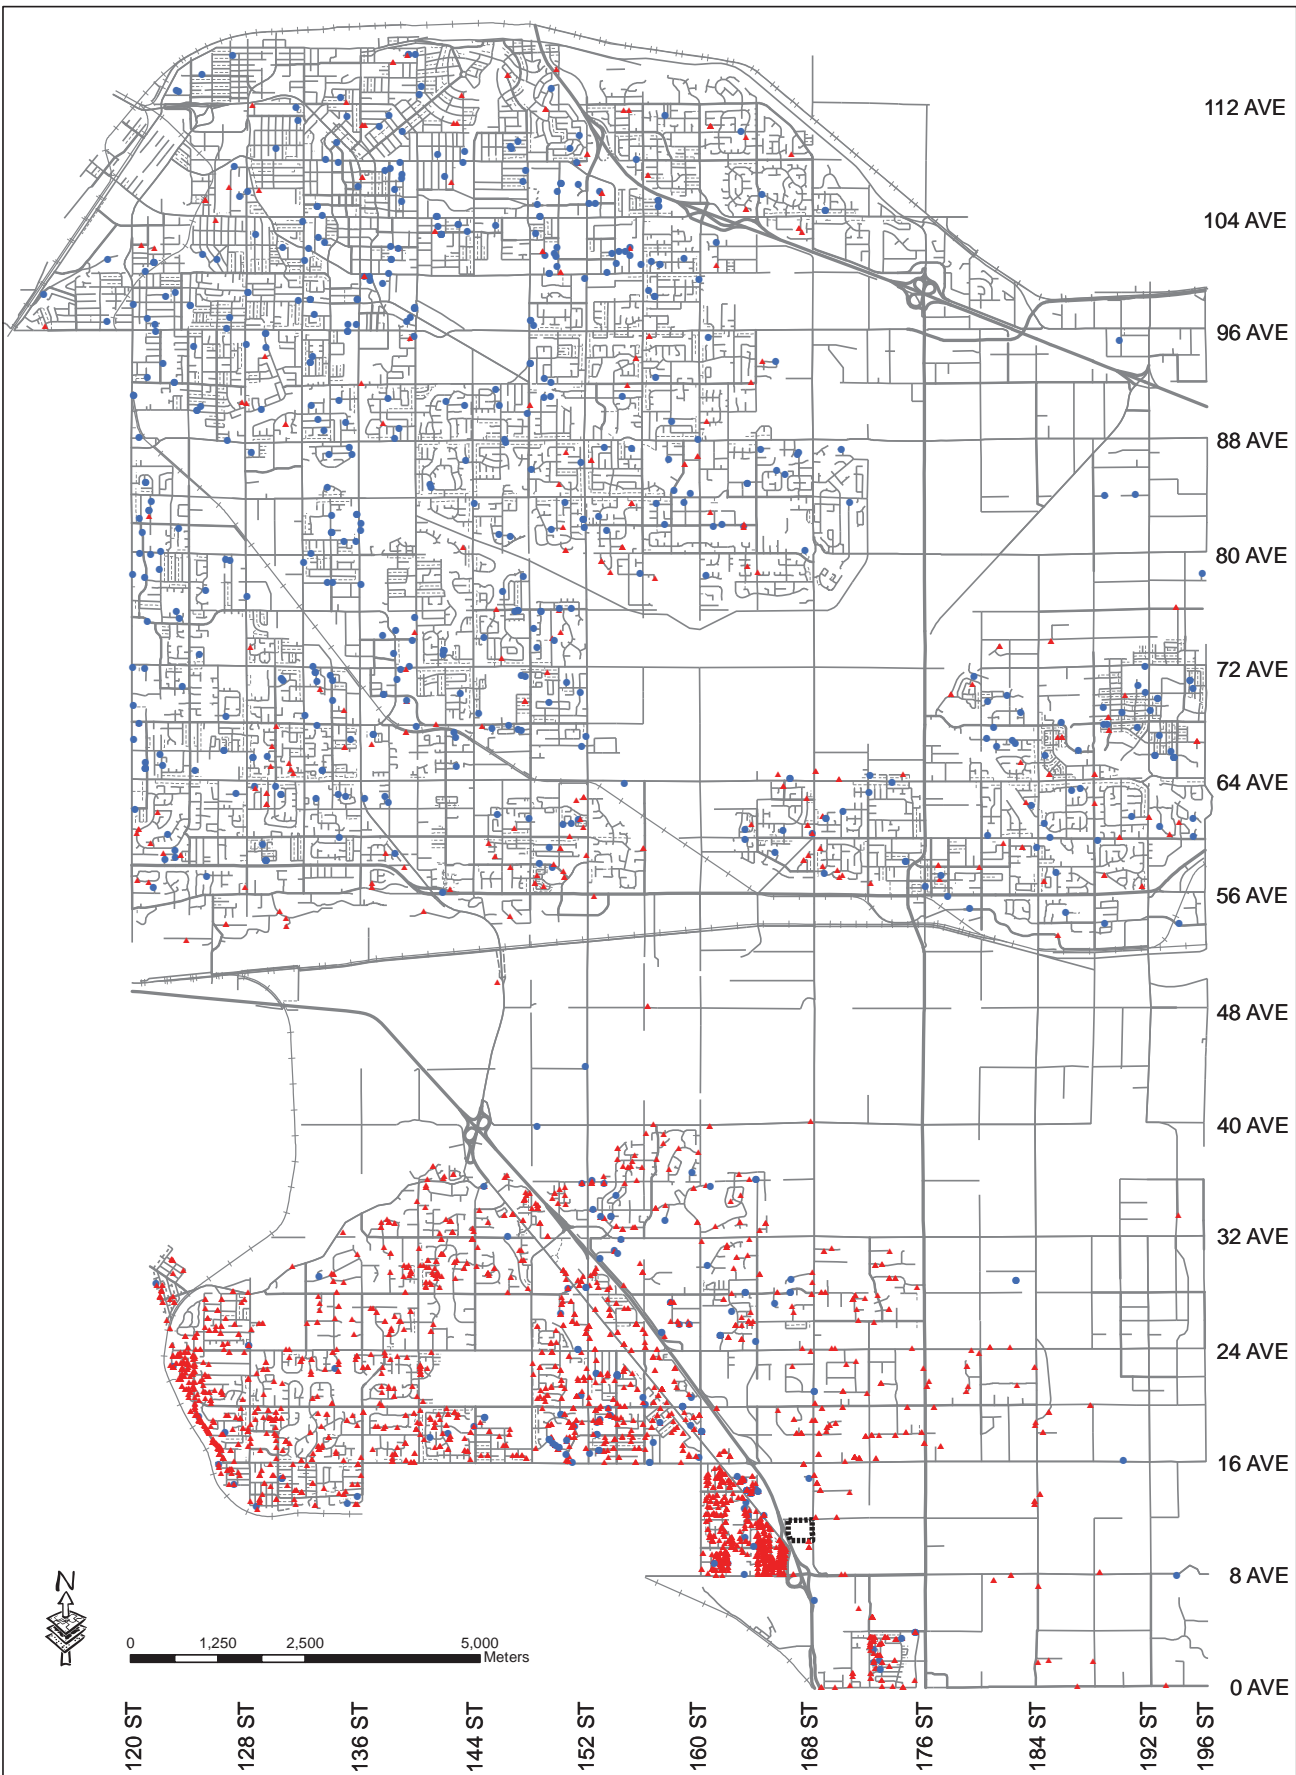 112 AVE
104 AVE
96 AVE
88 AVE
80 AVE
72 AVE
64 AVE
56 AVE
48 AVE
40 AVE
32 AVE
24 AVE
16 AVE
8 AVE
0 AVE
N
0 1,250 2,500 5,000
Meters
120 ST
128 ST
136 ST
144 ST
152 ST
160 ST
168 ST
176 ST
184 ST
192 ST
196 ST